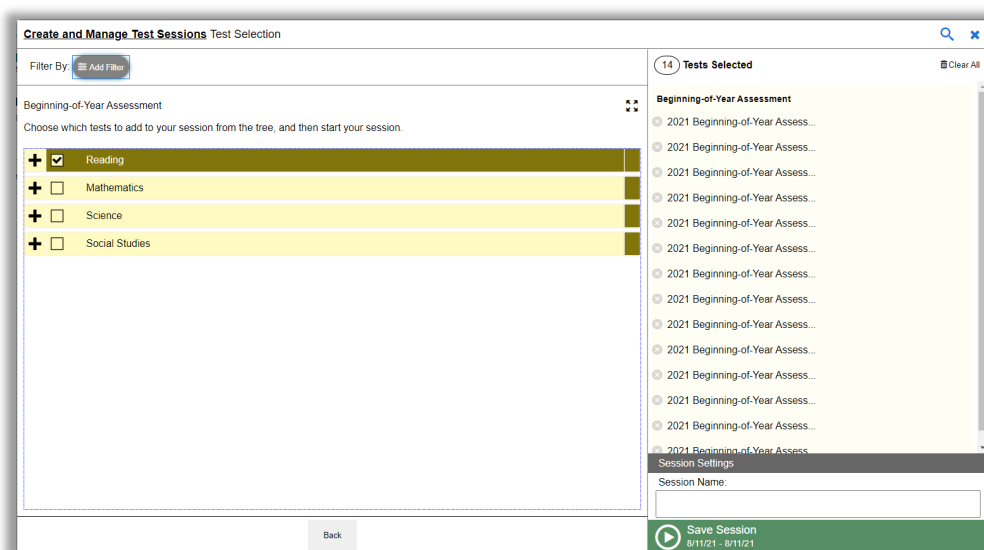 Create and Manage Test Sessions Test Selection
Filter By: Add Filter
14 Tests Selected
Clear All
Beginning-of-Year Assessment
Choose which tests to add to your session from the tree, and then start your session.
Reading
Mathematics
Science
Social Studies
Back
Beginning-of-Year Assessment
2021 Beginning-of-Year Assess...
2021 Beginning-of-Year Assess...
2021 Beginning-of-Year Assess...
2021 Beginning-of-Year Assess...
2021 Beginning-of-Year Assess...
2021 Beginning-of-Year Assess...
2021 Beginning-of-Year Assess...
2021 Beginning-of-Year Assess...
2021 Beginning-of-Year Assess...
2021 Beginning-of-Year Assess...
2021 Beginning-of-Year Assess...
2021 Beginning-of-Year Assess...
2021 Beginning-of-Year Assess...
2021 Beginning-of-Year Assess...
Session Settings
Session Name:
Save Session
8/11/21 - 8/11/21